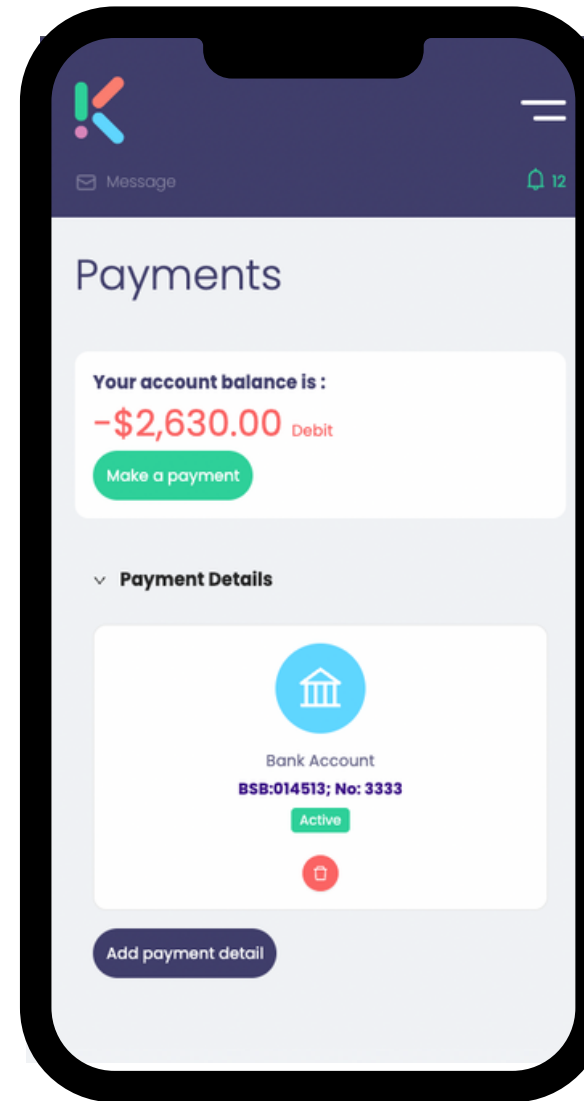 Message
12
Payments
Your account balance is :
-$2,630.00 Debit
Make a payment
Payment Details
Bank Account
BSB:014513; No: 3333
Active
Add payment detail